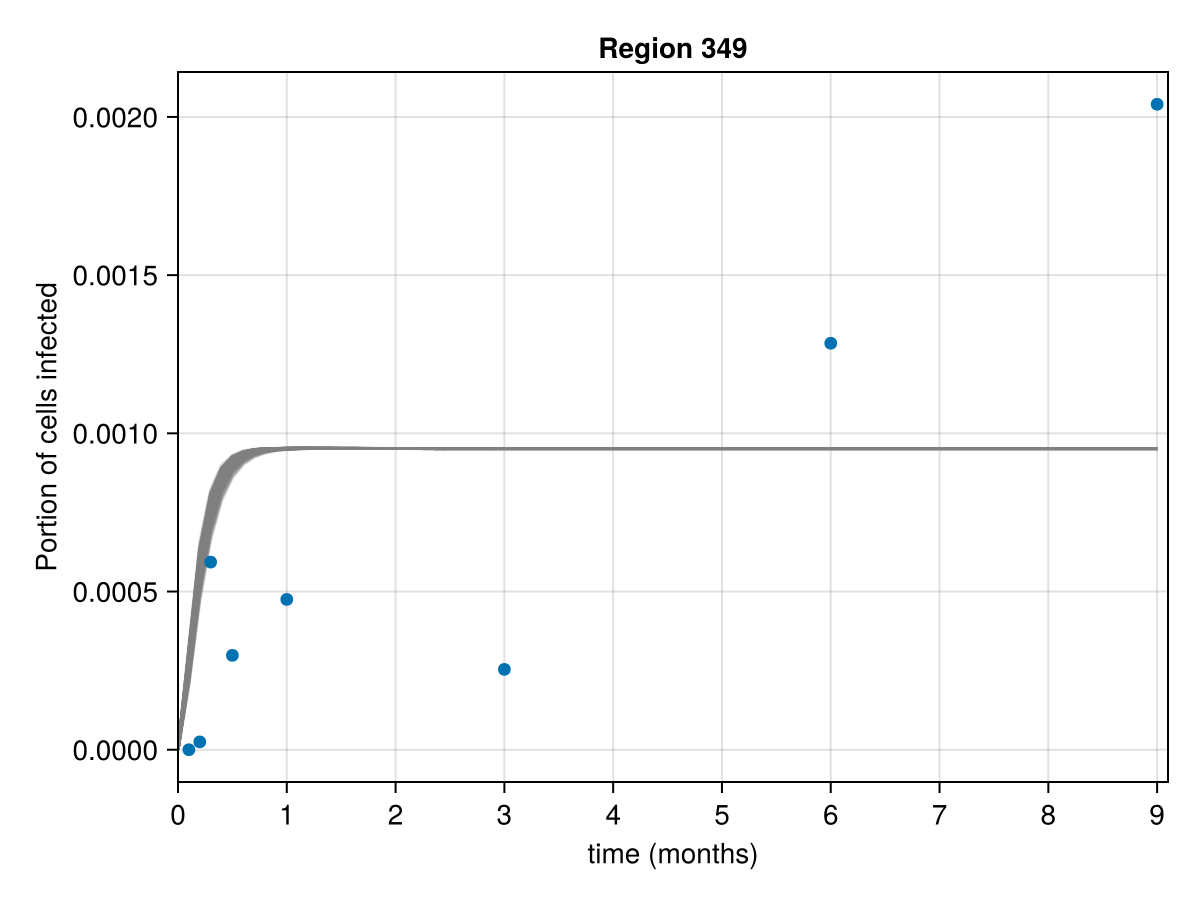 Region 349
0.0020
0.0015
0.0010
0.0005
0.0000
Portion of cells infected
0 1 2 3 4 5 6 7 8 9
time (months)